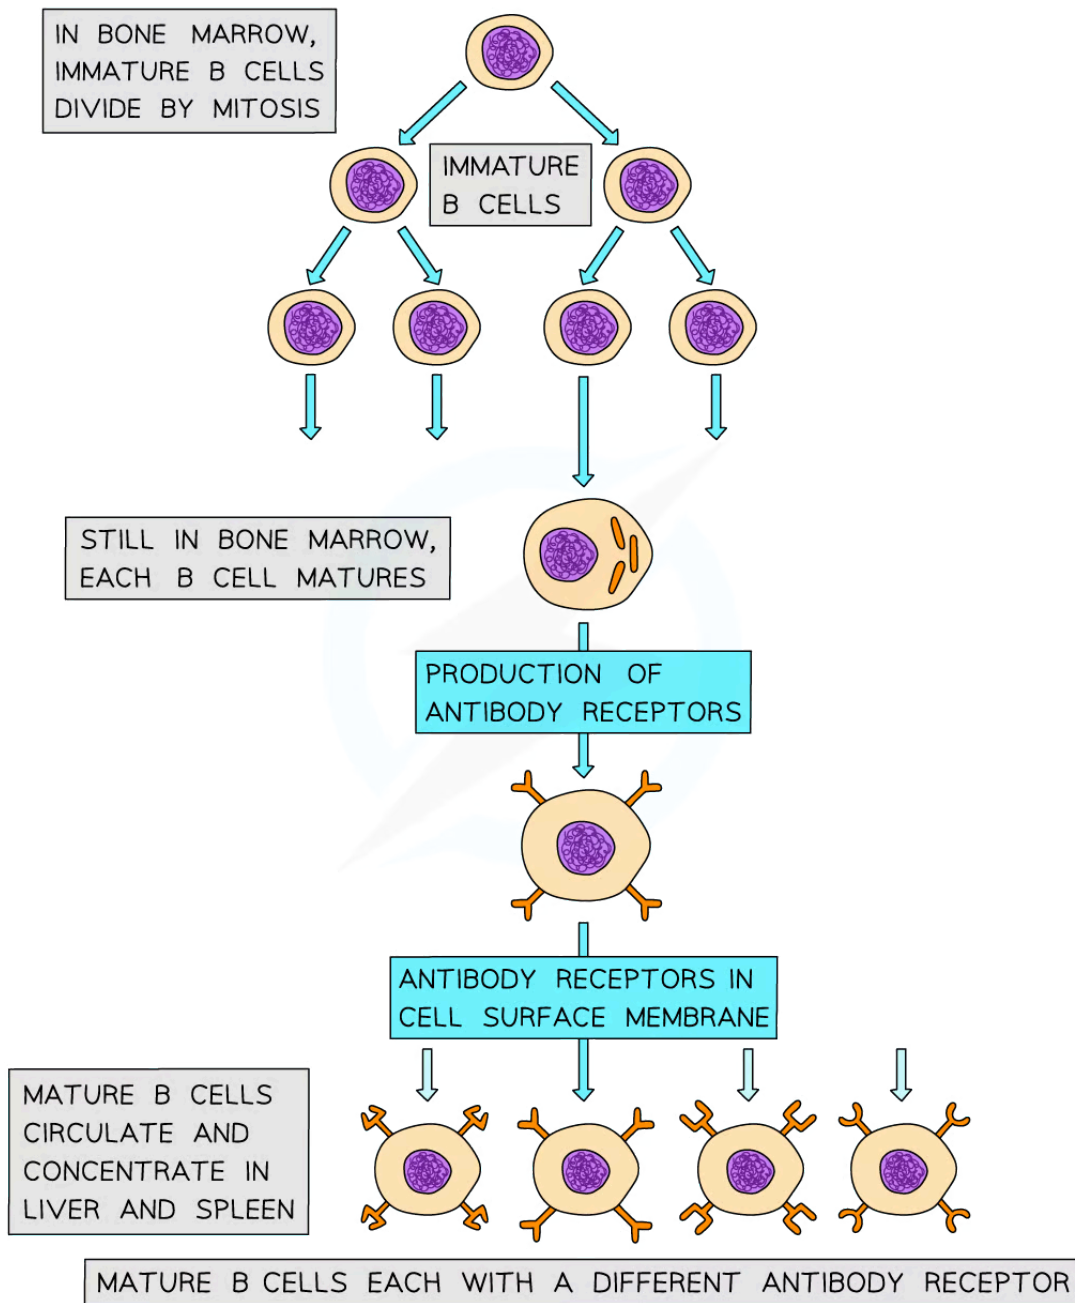 IN BONE MARROW,
IMMATURE B CELLS
DIVIDE BY MITOSIS
IMMATURE
B CELLS
STILL IN BONE MARROW,
EACH B CELL MATURES
PRODUCTION OF
ANTIBODY RECEPTORS
ANTIBODY RECEPTORS IN
CELL SURFACE MEMBRANE
MATURE B CELLS
CIRCULATE AND
CONCENTRATE IN
LIVER AND SPLEEN
MATURE B CELLS EACH WITH A DIFFERENT ANTIBODY RECEPTOR